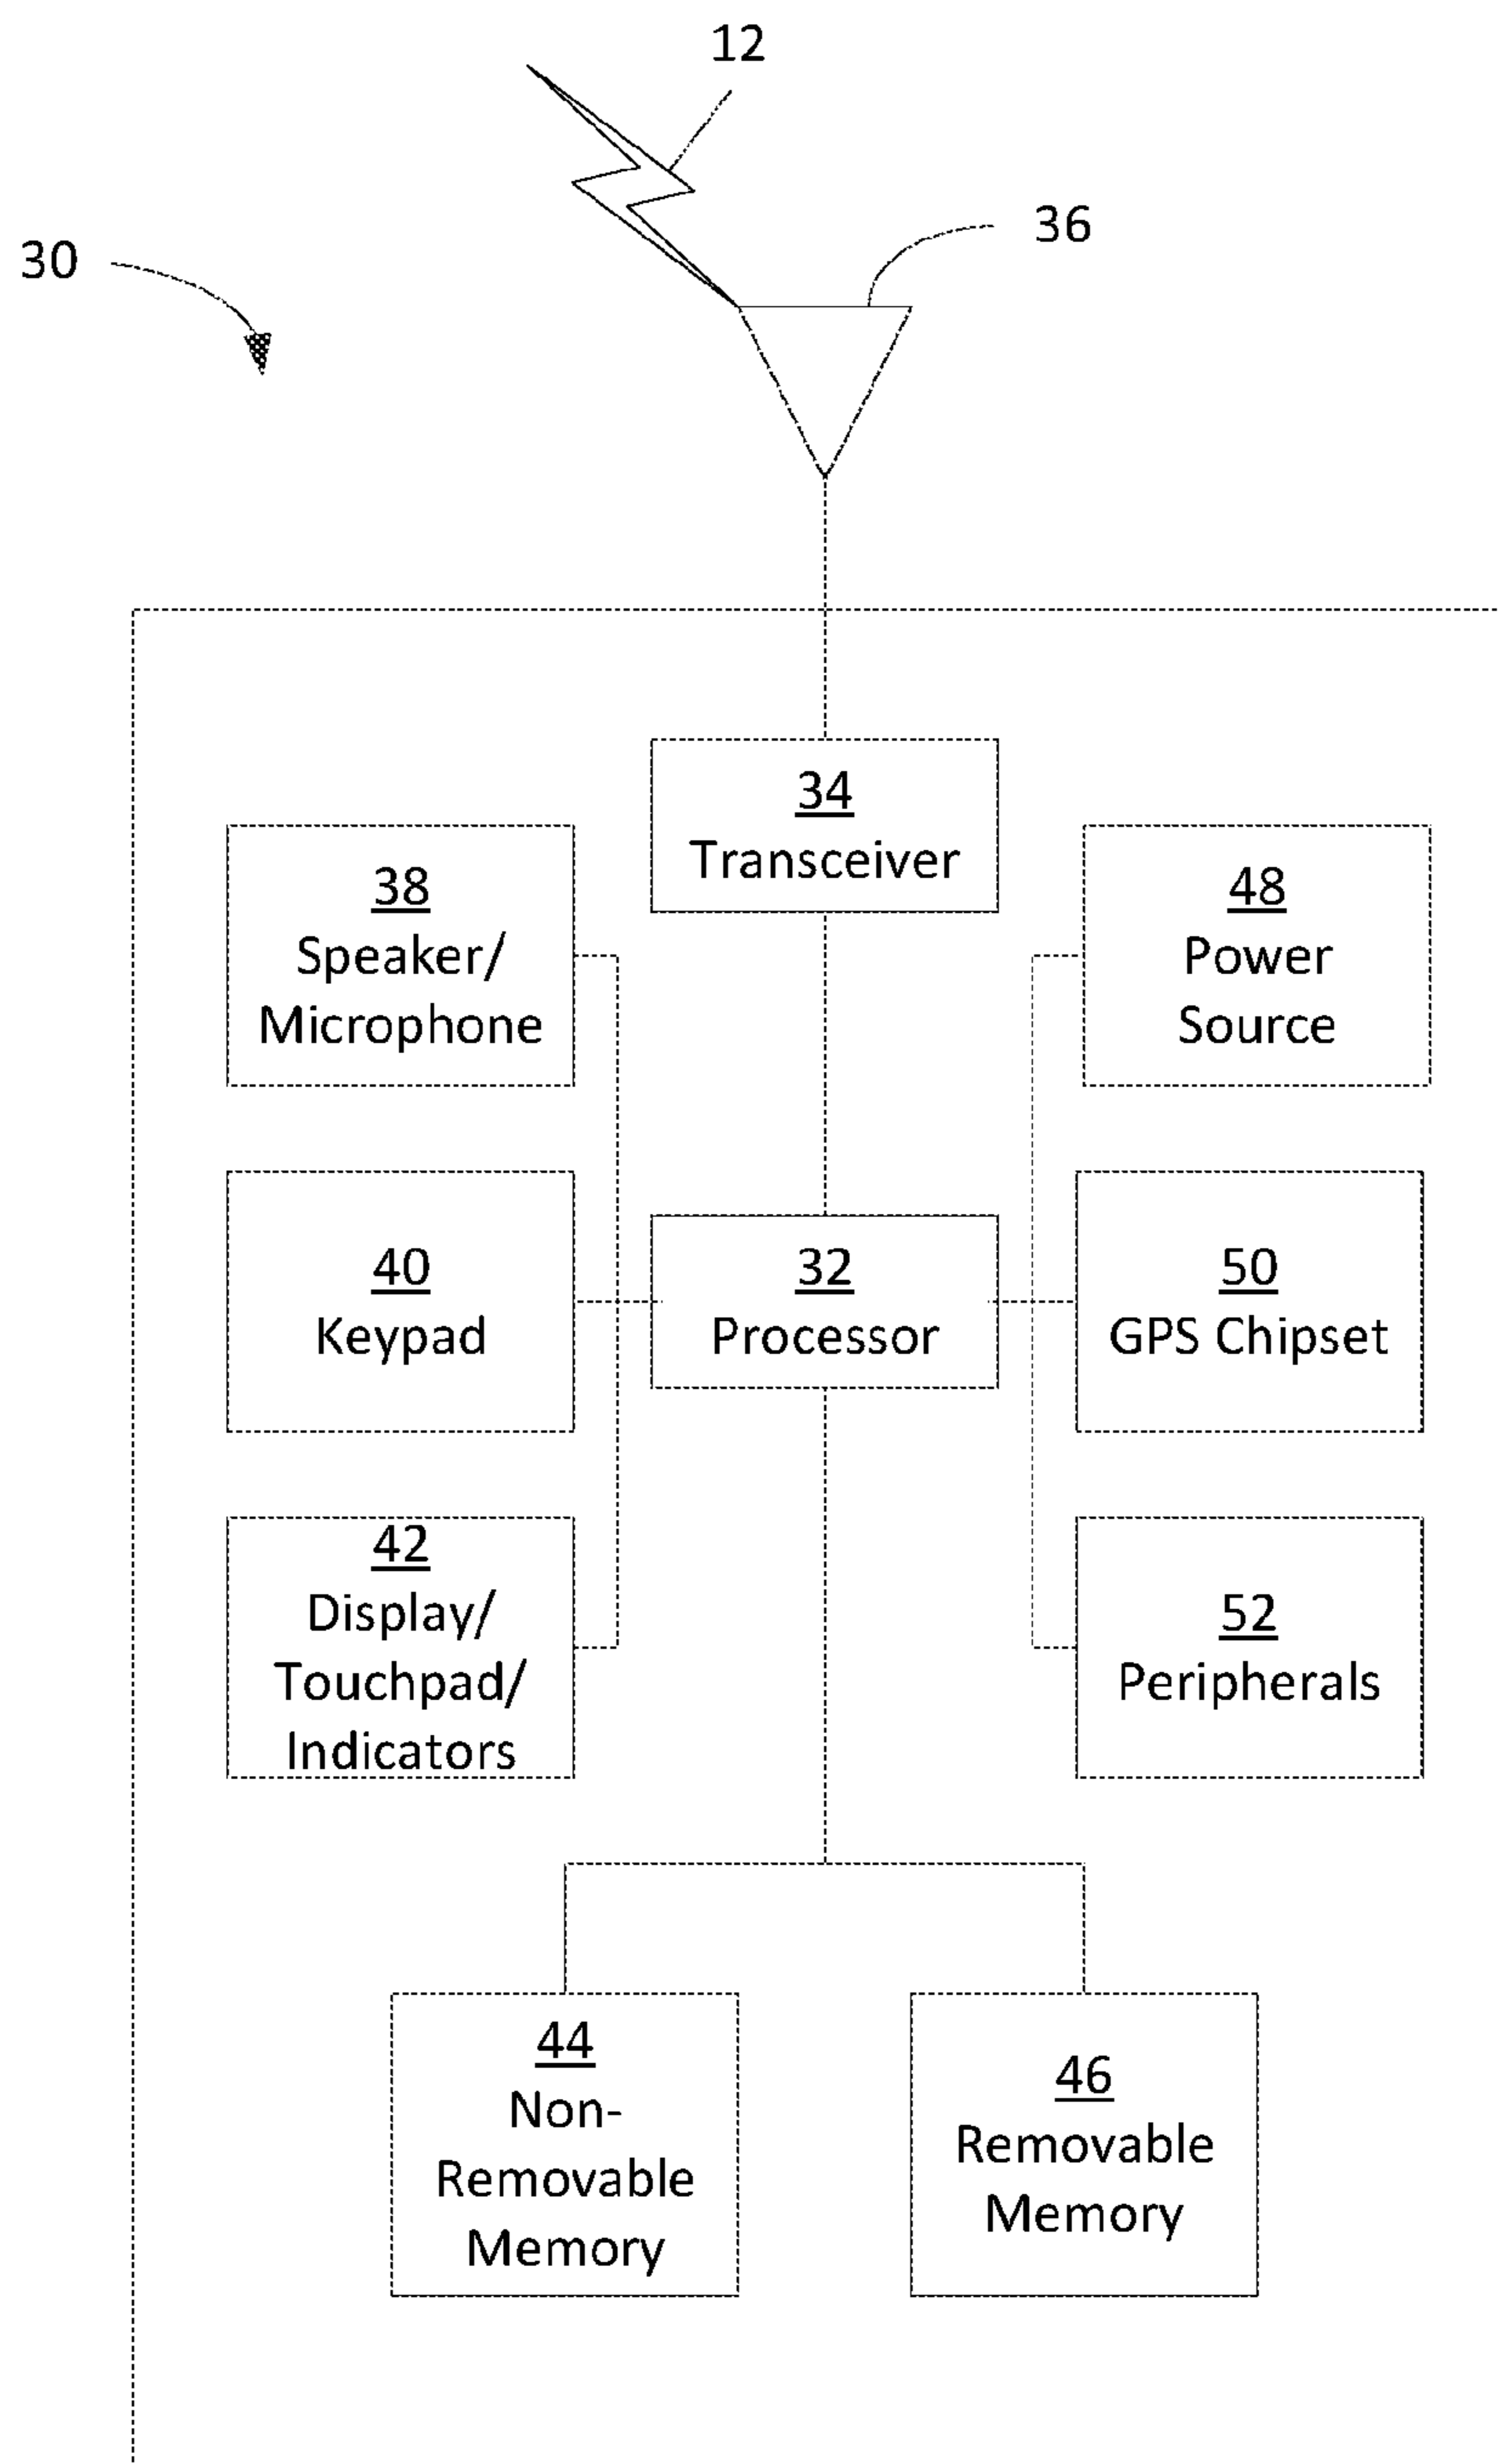 12
36
30
34
Transceiver
38
Speaker/
Microphone
48
Power
Source
40
Keypad
32
Processor
50
GPS Chipset
42
Display/
Touchpad/
Indicators
52
Peripherals
44
Non-
Removable
Memory
46
Removable
Memory